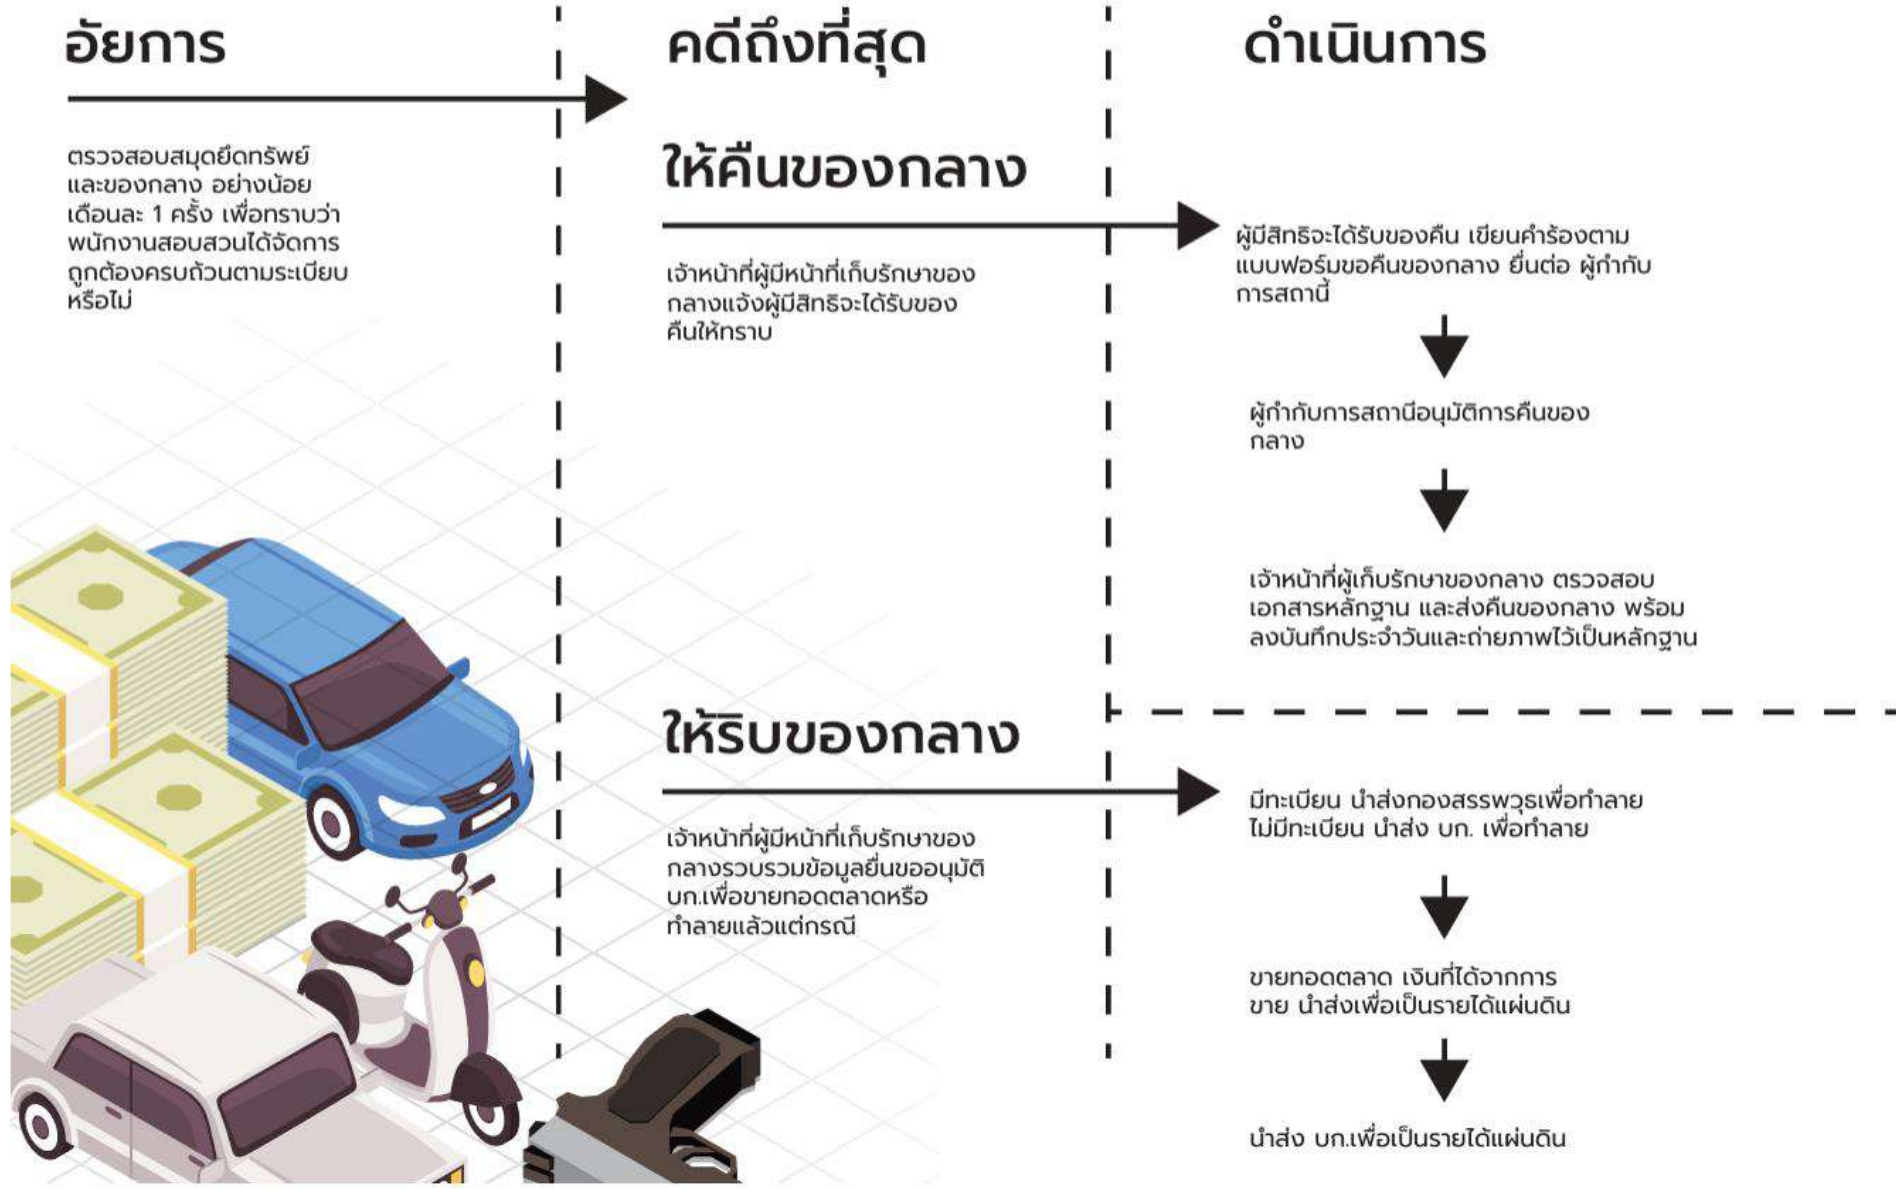 อัยการ
ตรวจสอบสมุดยึดทรัพย์
และของกลาง อย่างน้อย
เดือนละ 1 ครั้ง เพื่อทราบว่า
พนักงานสอบสวนได้จัดการ
ถูกต้องครบถ้วนตามระเบียบ
หรือไม่
คดีถึงที่สุด
ให้คืนของกลาง
เจ้าหน้าที่ผู้มีหน้าที่เก็บรักษาของ
กลางแจ้งผู้มีสิทธิจะได้รับของ
คืนให้ทราบ
ดำเนินการ
ผู้มีสิทธิจะได้รับของคืน เขียนคำร้องตาม
แบบฟอร์มขอคืนของกลาง ยื่นต่อ ผู้กำกับ
การสถานี้
ผู้กำกับการสถานีอนุมัติการคืนของ
กลาง
เจ้าหน้าที่ผู้เก็บรักษาของกลาง ตรวจสอบ
เอกสารหลักฐาน และส่งคืนของกลาง พร้อม
ลงบันทึกประจำวันและถ่ายภาพไว้เป็นหลักฐาน
ให้ริบของกลาง
เจ้าหน้าที่ผู้มีหน้าที่เก็บรักษาของ
กลางรวบรวมข้อมูลยื่นขออนุมัติ
บก.เพื่อขายทอดตลาดหรือ
ทำลายแล้วแต่กรณี
มีทะเบียน นำส่งกองสรรพวุธเพื่อทำลาย
ไม่มีทะเบียน นำส่ง บก. เพื่อทำลาย
ขายทอดตลาด เงินที่ได้จากการ
ขาย นำส่งเพื่อเป็นรายได้แผ่นดิน
นำส่ง บก.เพื่อเป็นรายได้แผ่นดิน